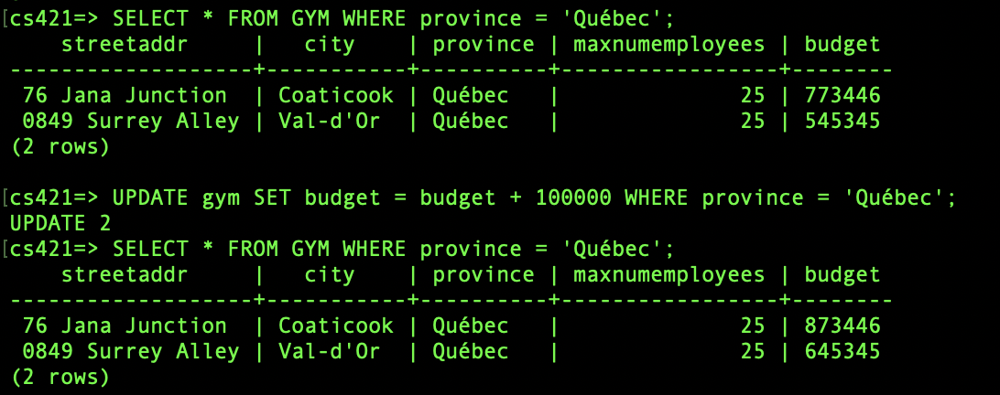 [cs421=> SELECT * FROM GYM WHERE province = 'Québec';
    streetaddr     |   city    | province | maxnumemployees | budget
-------------------+-----------+----------+-----------------+--------
 76 Jana Junction  | Coaticook | Québec   |              25 | 773446
 0849 Surrey Alley | Val-d'Or  | Québec   |              25 | 545345
(2 rows)

[cs421=> UPDATE gym SET budget = budget + 100000 WHERE province = 'Québec';
UPDATE 2
[cs421=> SELECT * FROM GYM WHERE province = 'Québec';
    streetaddr     |   city    | province | maxnumemployees | budget
-------------------+-----------+----------+-----------------+--------
 76 Jana Junction  | Coaticook | Québec   |              25 | 873446
 0849 Surrey Alley | Val-d'Or  | Québec   |              25 | 645345
(2 rows)